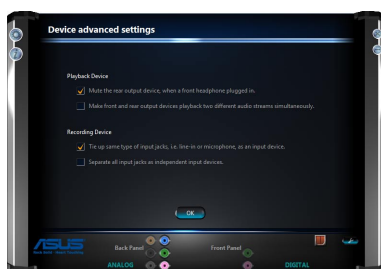 Device advanced settings
Playback Device
Mute the rear output device, when a front headphone plugged in.
Make front and rear output devices playback two different audio streams simultaneously.
Recording Device
Tie up same type of input jacks, i.e. line-in or microphone, as an input device.
Separate all input jacks as independent input devices.
OK
ASUS
Back Panel
Front Panel
ANALOG
DIGITAL